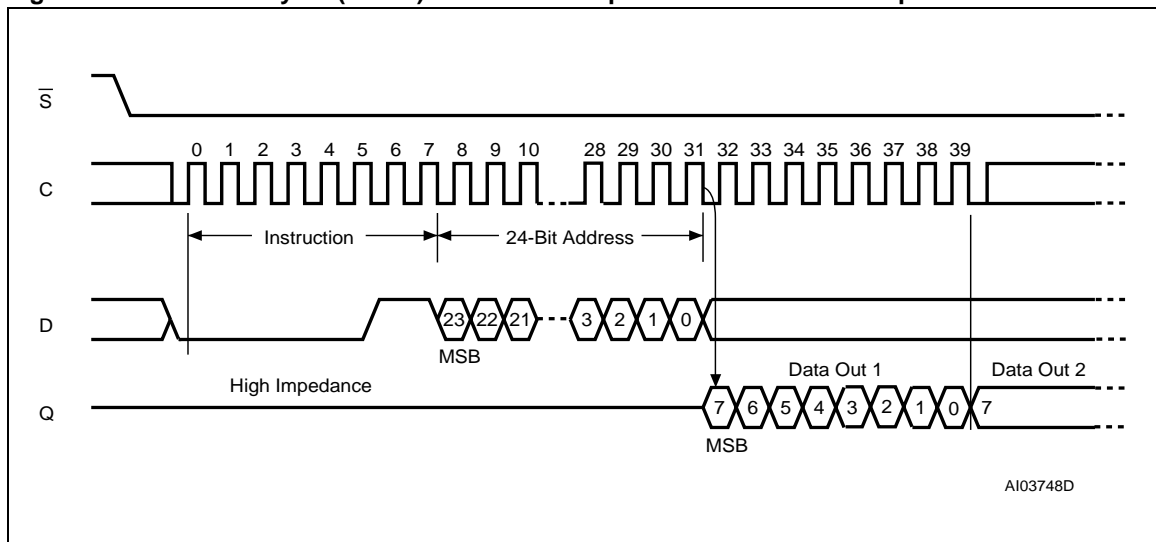 S
0 1 2 3 4 5 6 7 8 9 10 28 29 30 31 32 33 34 35 36 37 38 39
C
Instruction 24-Bit Address
D 23 22 21 3 2 1 0
MSB
High Impedance Data Out 1 Data Out 2
Q 7 6 5 4 3 2 1 0 7
MSB
AI03748D